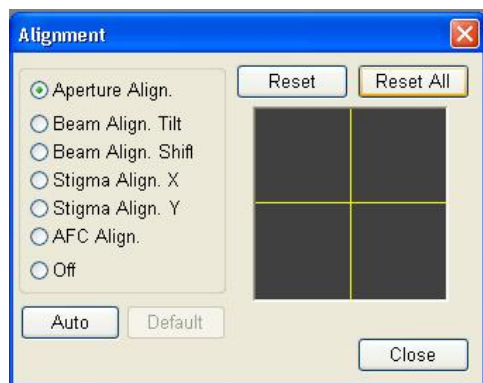 Alignment
Aperture Align.
Beam Align. Tilt
Beam Align. Shift
Stigma Align. X
Stigma Align. Y
AFC Align.
Off
Auto
Default
Reset
Reset All
Close